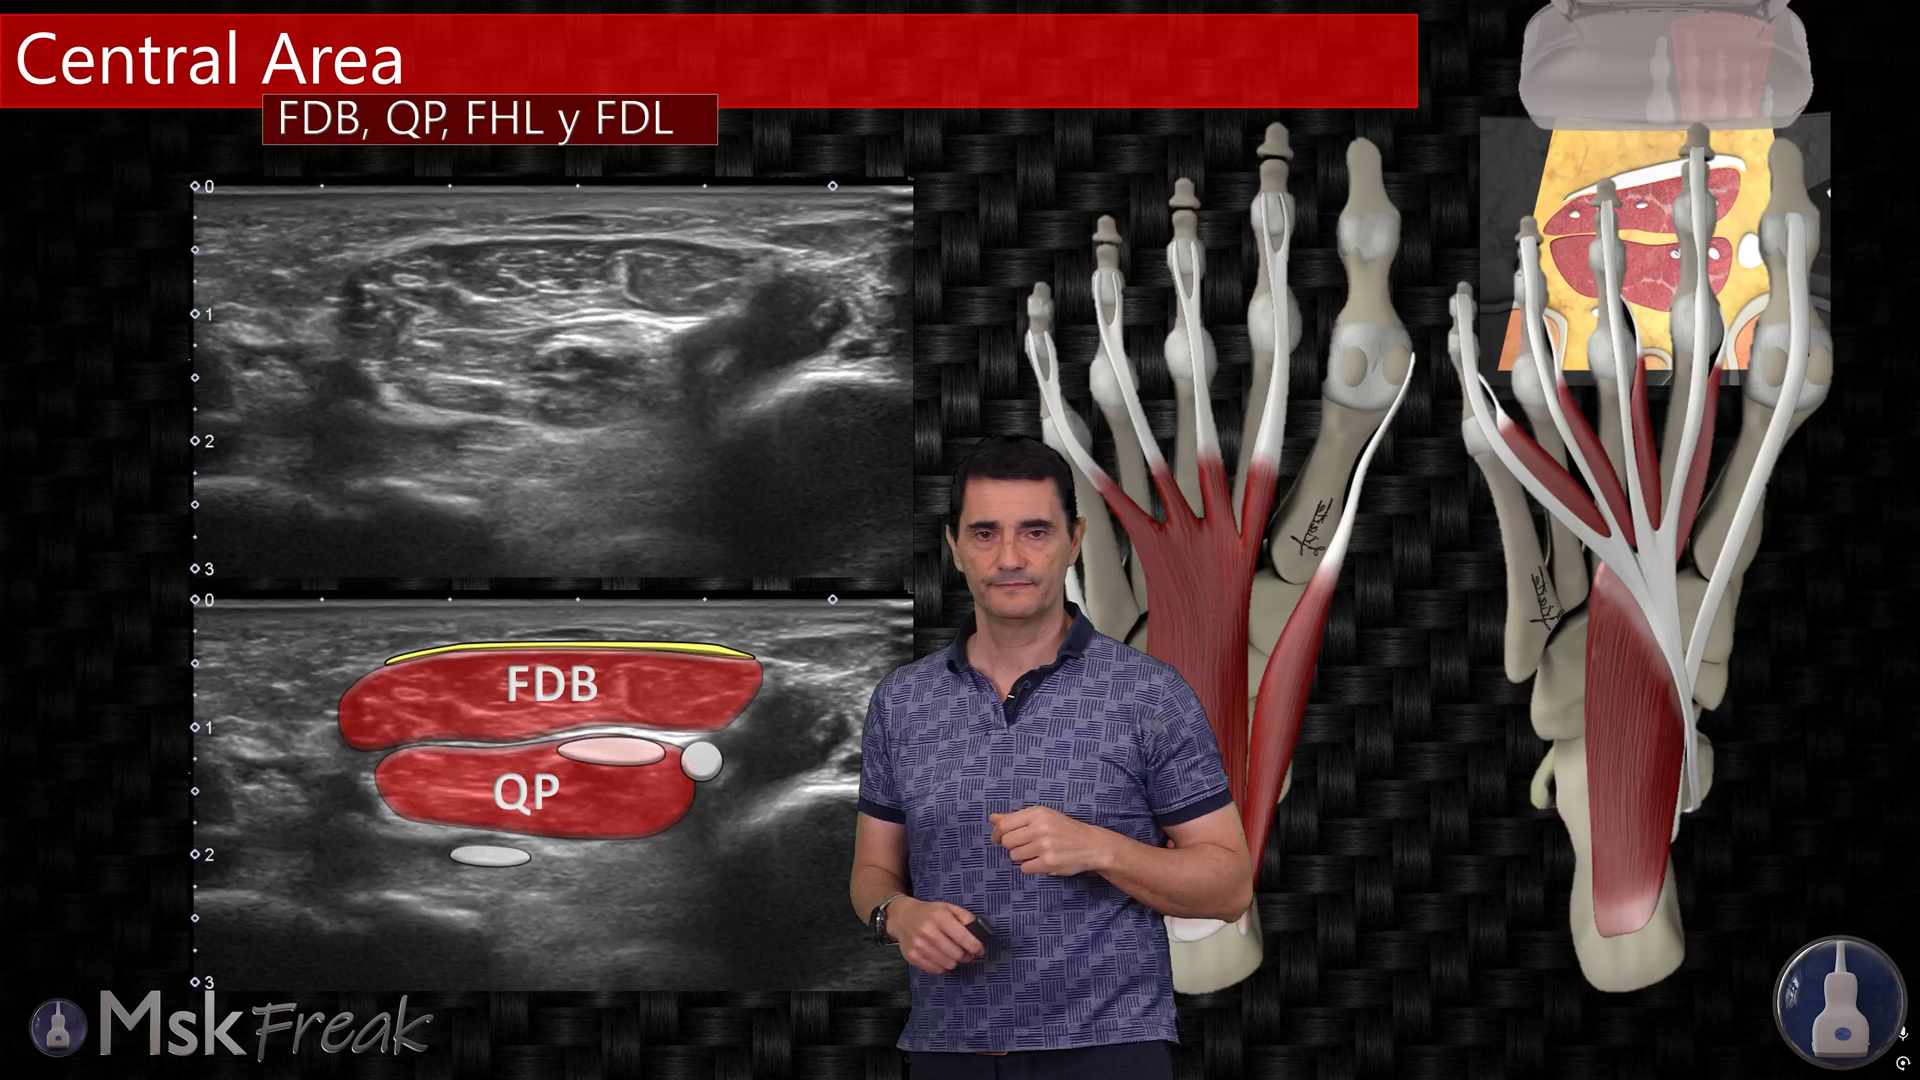 Central Area
FDB, QP, FHL y FDL
0
1
2
3
0
FDB
1
QP
2
3
MskFreak